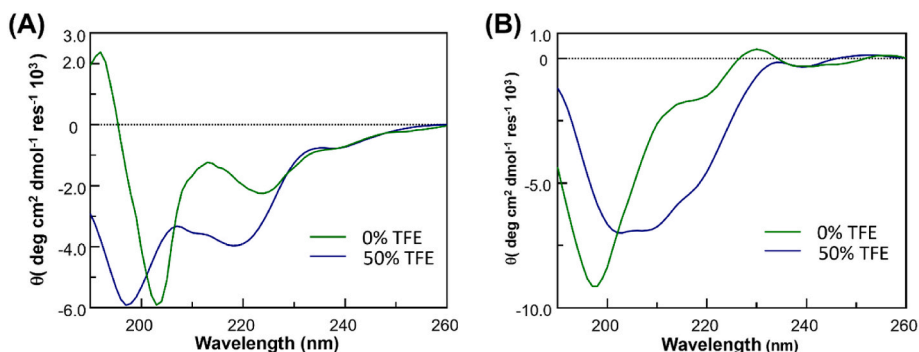 (A)
3.0
2.0
0
-2.0
-4.0
-6.0
θ( deg cm² dmol⁻¹ res⁻¹ 10³)
0% TFE
50% TFE
200 220 240 260
Wavelength (nm)
(B)
1.0
0
-5.0
-10.0
θ( deg cm² dmol⁻¹ res⁻¹ 10³)
0% TFE
50% TFE
200 220 240 260
Wavelength (nm)